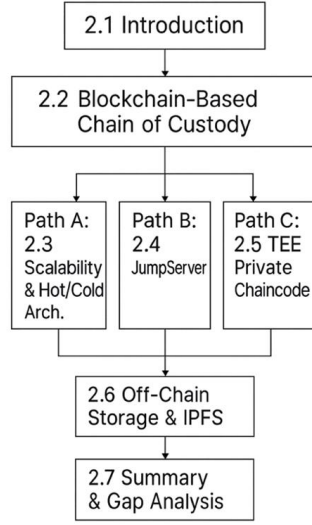 2.1 Introduction
2.2 Blockchain-Based
Chain of Custody
Path A:
2.3
Scalability
& Hot/Cold
Arch.
Path B:
2.4
JumpServer
Path C:
2.5 TEE
Private
Chaincode
2.6 Off-Chain
Storage & IPFS
2.7 Summary
& Gap Analysis